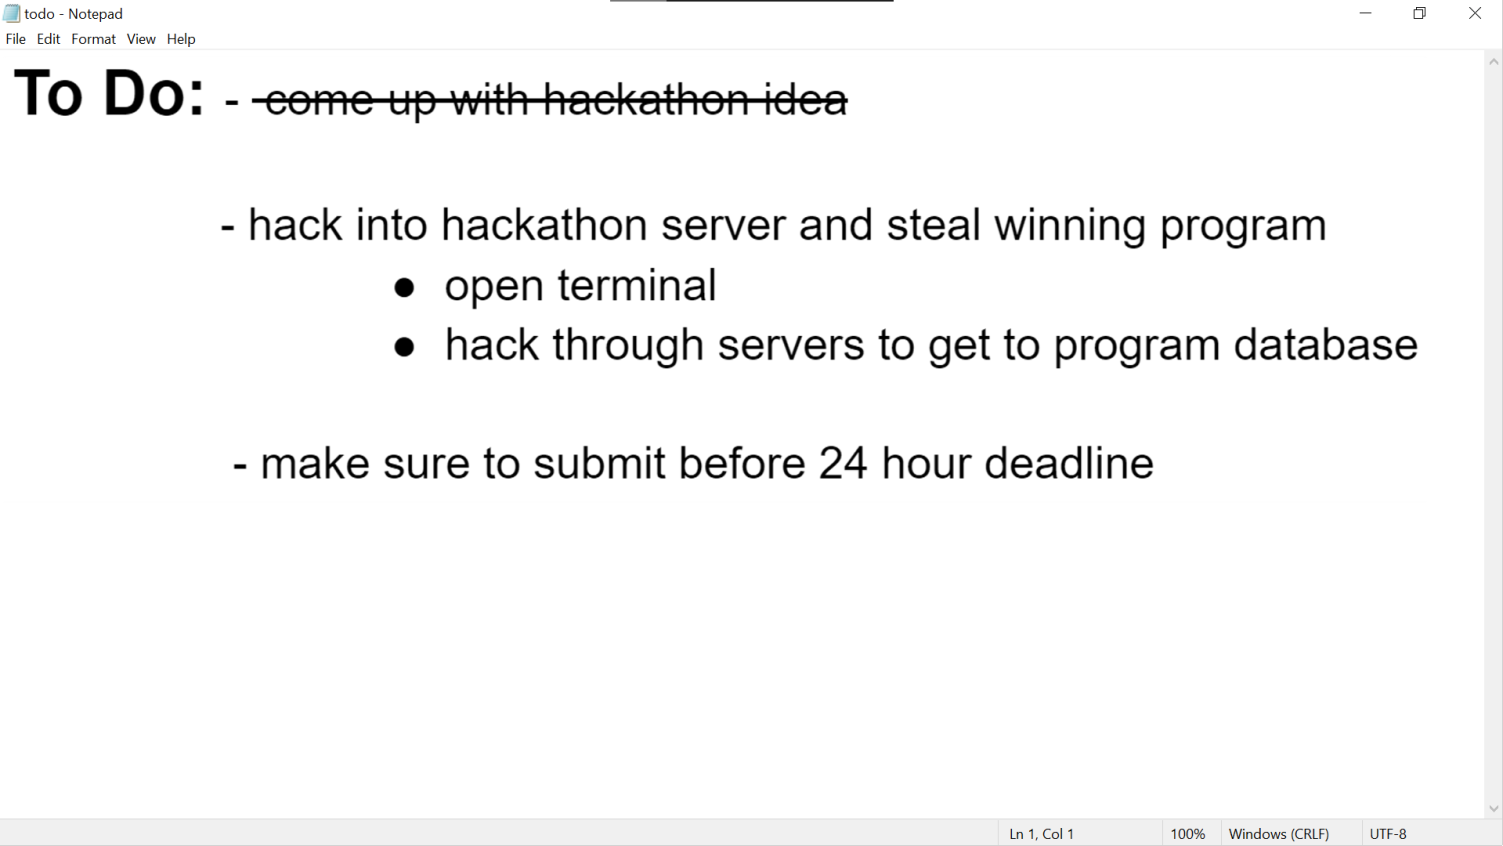 todo - Notepad
File Edit Format View Help
To Do: - come up with hackathon idea
- hack into hackathon server and steal winning program
● open terminal
● hack through servers to get to program database
- make sure to submit before 24 hour deadline
Ln 1, Col 1 100% Windows (CRLF) UTF-8